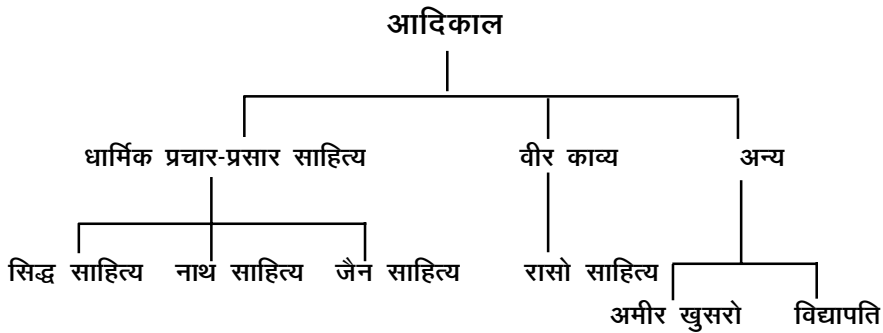 आदिकाल
धार्मिक प्रचार-प्रसार साहित्य वीर काव्य अन्य
सिद्ध साहित्य नाथ साहित्य जैन साहित्य रासो साहित्य
अमीर खुसरो विद्यापति